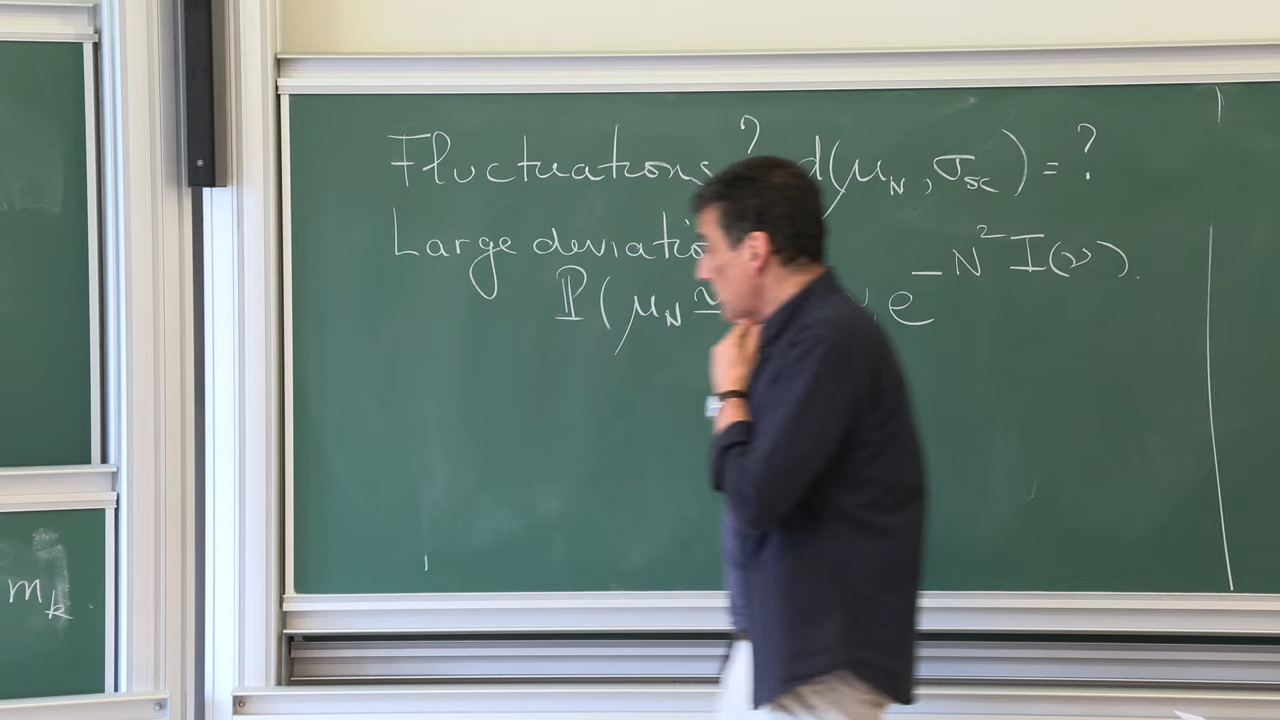 Fluctuations? d(μ_N, σ_sc) = ?
Large deviatio
P(μ_N ≃ e^{-N² I(ν)}.
m_k